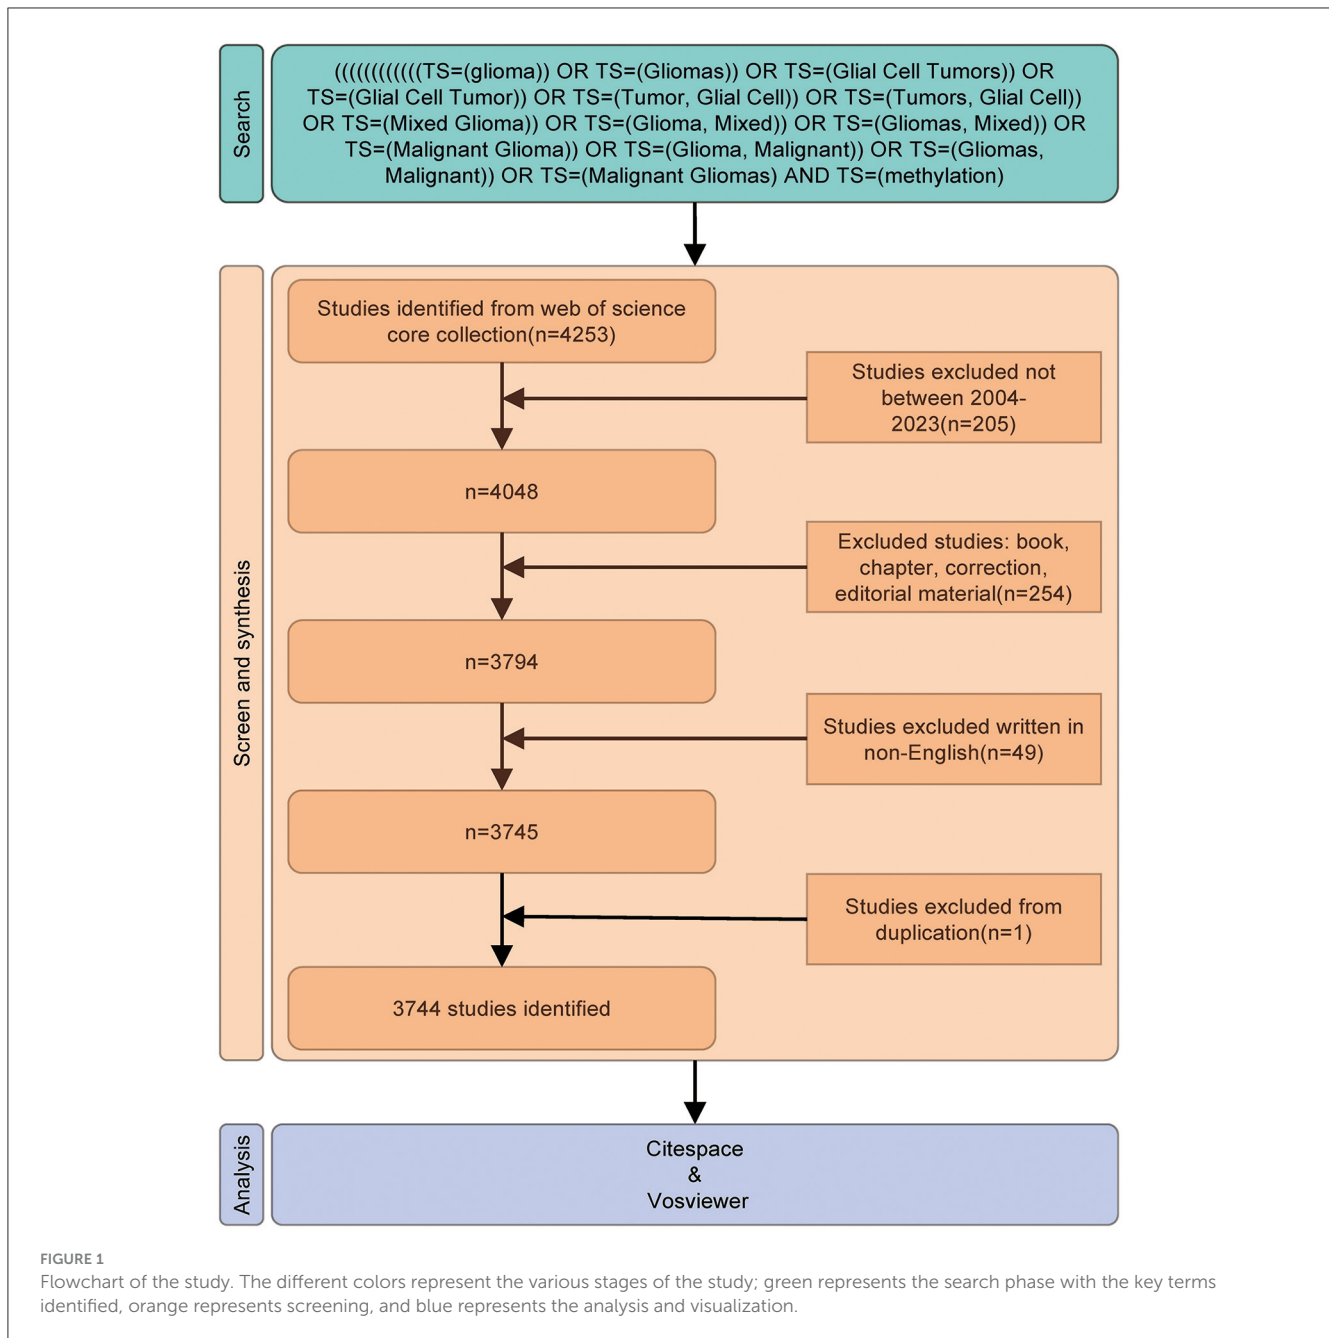 Search
((((((((((((TS=(glioma)) OR TS=(Gliomas)) OR TS=(Glial Cell Tumors)) OR
TS=(Glial Cell Tumor)) OR TS=(Tumor, Glial Cell)) OR TS=(Tumors, Glial Cell))
OR TS=(Mixed Glioma)) OR TS=(Glioma, Mixed)) OR TS=(Gliomas, Mixed)) OR
TS=(Malignant Glioma)) OR TS=(Glioma, Malignant)) OR TS=(Gliomas,
Malignant)) OR TS=(Malignant Gliomas) AND TS=(methylation)
Screen and synthesis
Studies identified from web of science
core collection(n=4253)
Studies excluded not
between 2004-
2023(n=205)
n=4048
Excluded studies: book,
chapter, correction,
editorial material(n=254)
n=3794
Studies excluded written in
non-English(n=49)
n=3745
Studies excluded from
duplication(n=1)
3744 studies identified
Analysis
Citespace
&
Vosviewer
FIGURE 1
Flowchart of the study. The different colors represent the various stages of the study; green represents the search phase with the key terms
identified, orange represents screening, and blue represents the analysis and visualization.